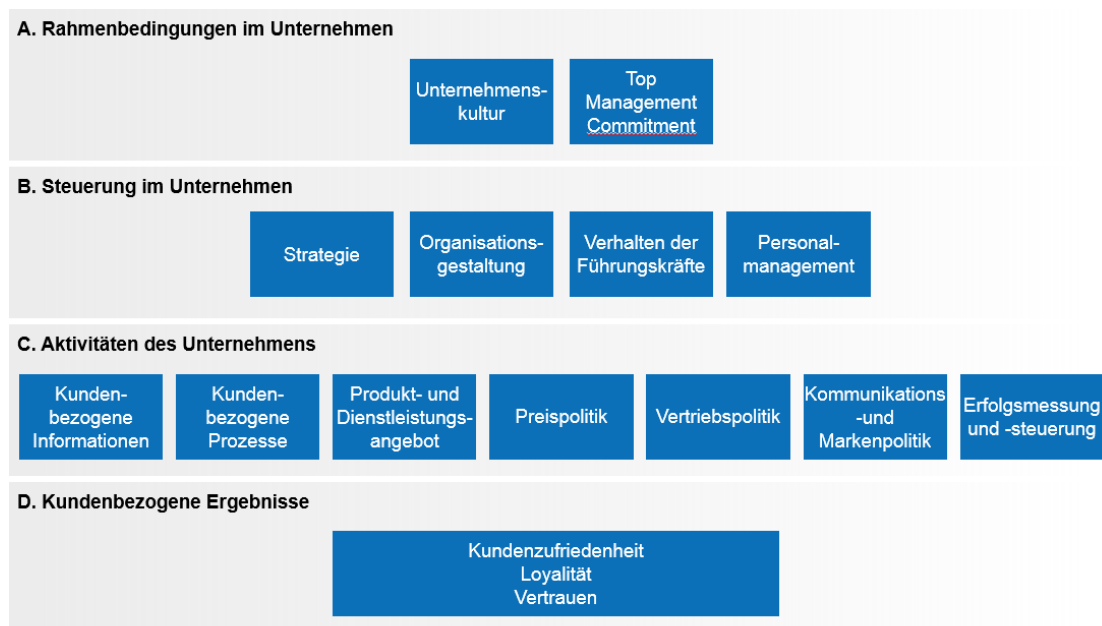 A. Rahmenbedingungen im Unternehmen
Unternehmens-
kultur
Top
Management
Commitment
B. Steuerung im Unternehmen
Strategie
Organisations-
gestaltung
Verhalten der
Führungskräfte
Personal-
management
C. Aktivitäten des Unternehmens
Kunden-
bezogene
Informationen
Kunden-
bezogene
Prozesse
Produkt- und
Dienstleistungs-
angebot
Preispolitik
Vertriebspolitik
Kommunikations
-und
Markenpolitik
Erfolgsmessung
und -steuerung
D. Kundenbezogene Ergebnisse
Kundenzufriedenheit
Loyalität
Vertrauen